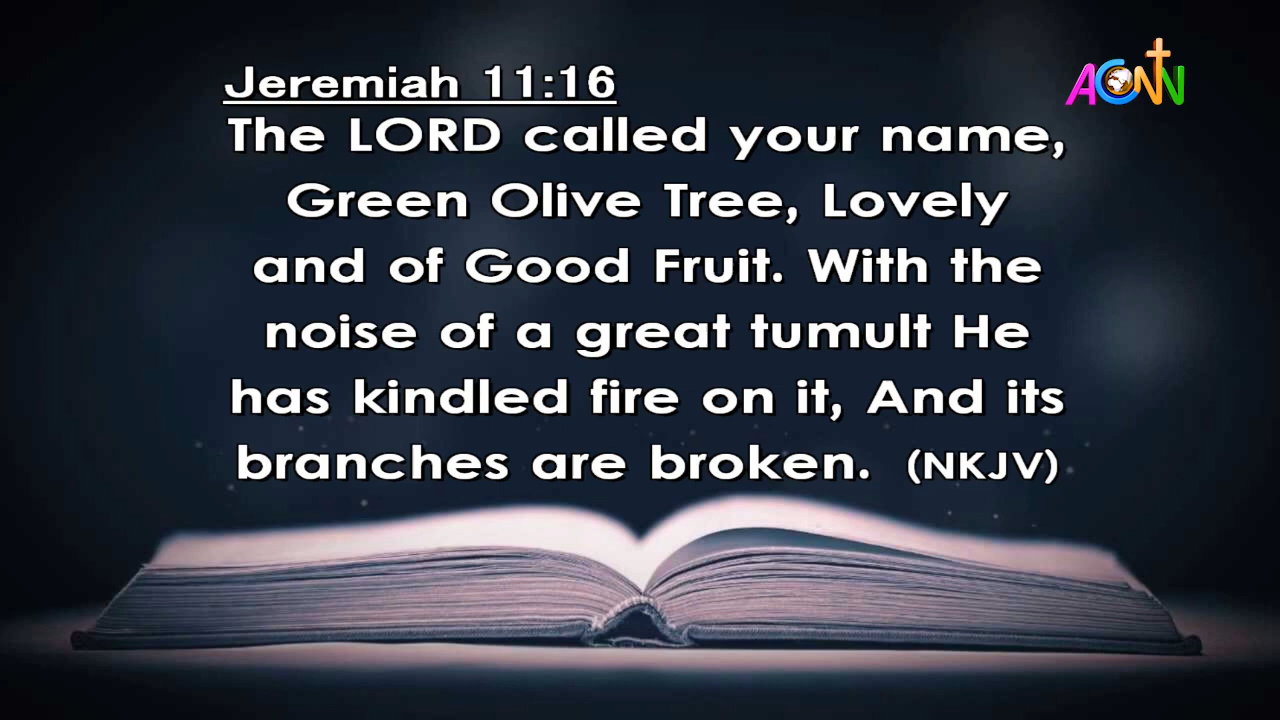 Jeremiah 11:16
ACNN
The LORD called your name,
Green Olive Tree, Lovely
and of Good Fruit. With the
noise of a great tumult He
has kindled fire on it, And its
branches are broken. (NKJV)